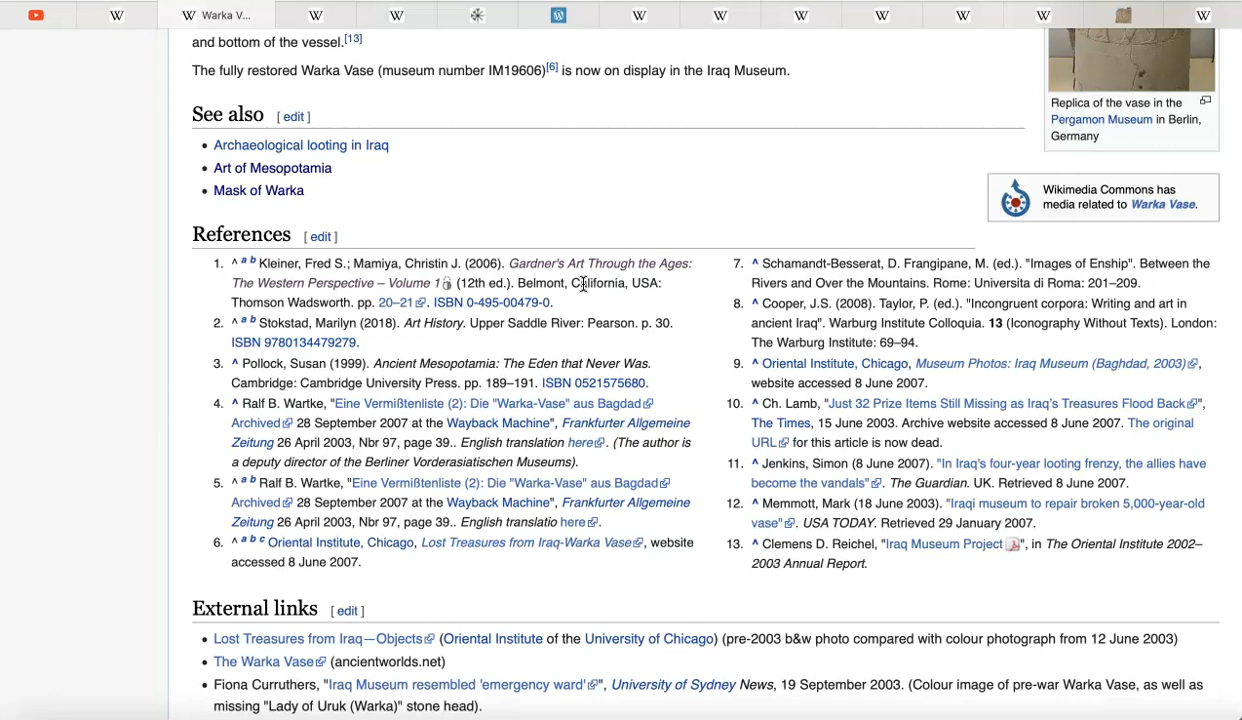 Warka V...
and bottom of the vessel.[13]
The fully restored Warka Vase (museum number IM19606)[6] is now on display in the Iraq Museum.
Replica of the vase in the
Pergamon Museum in Berlin,
Germany
See also [ edit ]
• Archaeological looting in Iraq
• Art of Mesopotamia
• Mask of Warka
Wikimedia Commons has
media related to Warka Vase.
References [ edit ]
1. ^ a b Kleiner, Fred S.; Mamiya, Christin J. (2006). Gardner's Art Through the Ages:
The Western Perspective – Volume 1 (12th ed.). Belmont, California, USA:
Thomson Wadsworth. pp. 20–21. ISBN 0-495-00479-0.
2. ^ a b Stokstad, Marilyn (2018). Art History. Upper Saddle River: Pearson. p. 30.
ISBN 9780134479279.
3. ^ Pollock, Susan (1999). Ancient Mesopotamia: The Eden that Never Was.
Cambridge: Cambridge University Press. pp. 189–191. ISBN 0521575680.
4. ^ Ralf B. Wartke, "Eine Vermißtenliste (2): Die "Warka-Vase" aus Bagdad
Archived 28 September 2007 at the Wayback Machine", Frankfurter Allgemeine
Zeitung 26 April 2003, Nbr 97, page 39.. English translation here. (The author is
a deputy director of the Berliner Vorderasiatischen Museums).
5. ^ a b Ralf B. Wartke, "Eine Vermißtenliste (2): Die "Warka-Vase" aus Bagdad
Archived 28 September 2007 at the Wayback Machine", Frankfurter Allgemeine
Zeitung 26 April 2003, Nbr 97, page 39.. English translatio here.
6. ^ a b c Oriental Institute, Chicago, Lost Treasures from Iraq-Warka Vase, website
accessed 8 June 2007.
7. ^ Schamandt-Besserat, D. Frangipane, M. (ed.). "Images of Enship". Between the
Rivers and Over the Mountains. Rome: Universita di Roma: 201–209.
8. ^ Cooper, J.S. (2008). Taylor, P. (ed.). "Incongruent corpora: Writing and art in
ancient Iraq". Warburg Institute Colloquia. 13 (Iconography Without Texts). London:
The Warburg Institute: 69–94.
9. ^ Oriental Institute, Chicago, Museum Photos: Iraq Museum (Baghdad, 2003),
website accessed 8 June 2007.
10. ^ Ch. Lamb, "Just 32 Prize Items Still Missing as Iraq's Treasures Flood Back",
The Times, 15 June 2003. Archive website accessed 8 June 2007. The original
URL for this article is now dead.
11. ^ Jenkins, Simon (8 June 2007). "In Iraq's four-year looting frenzy, the allies have
become the vandals". The Guardian. UK. Retrieved 8 June 2007.
12. ^ Memmott, Mark (18 June 2003). "Iraqi museum to repair broken 5,000-year-old
vase". USA TODAY. Retrieved 29 January 2007.
13. ^ Clemens D. Reichel, "Iraq Museum Project", in The Oriental Institute 2002–
2003 Annual Report.
External links [ edit ]
• Lost Treasures from Iraq—Objects (Oriental Institute of the University of Chicago) (pre-2003 b&w photo compared with colour photograph from 12 June 2003)
• The Warka Vase (ancientworlds.net)
• Fiona Curruthers, "Iraq Museum resembled 'emergency ward'", University of Sydney News, 19 September 2003. (Colour image of pre-war Warka Vase, as well as
missing "Lady of Uruk (Warka)" stone head).